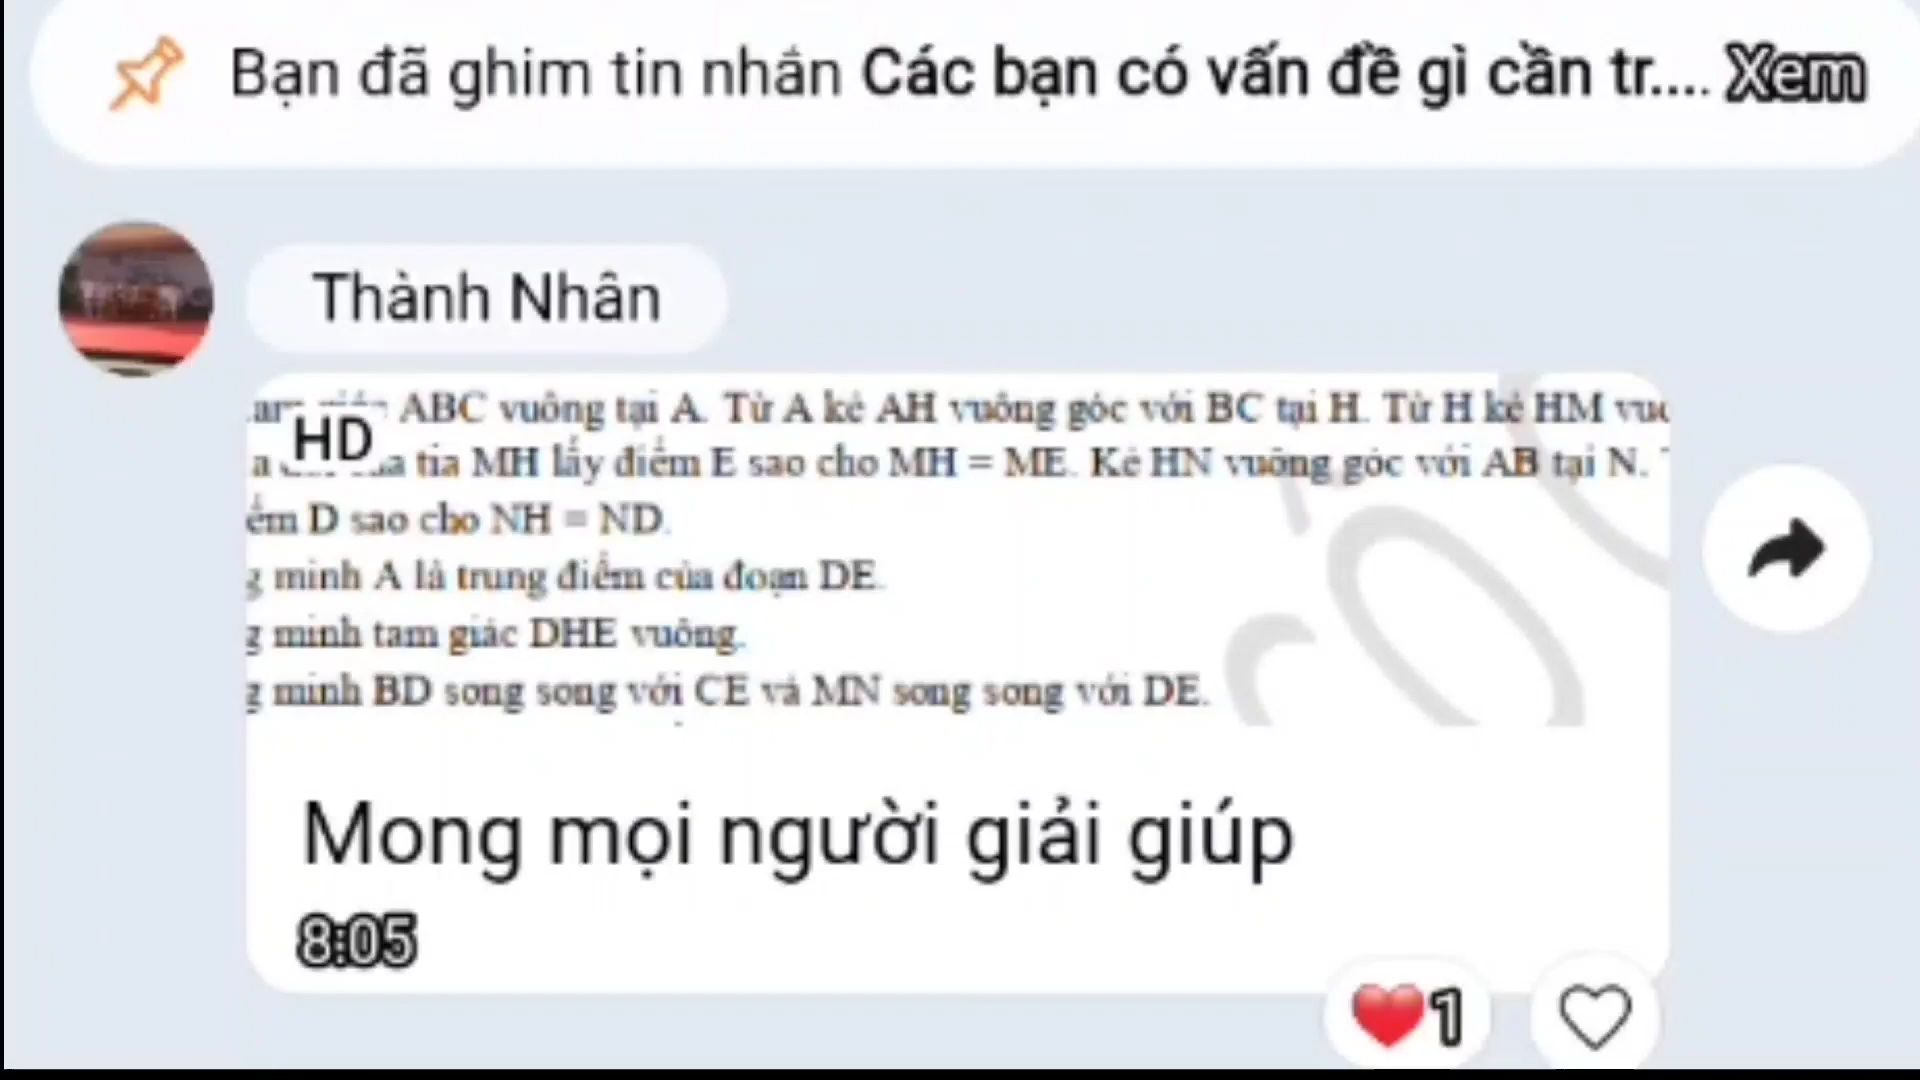 Bạn đã ghim tin nhắn Các bạn có vấn đề gì cần tr.... Xem
Thành Nhân
HD
ABC vuông tại A. Từ A kẻ AH vuông góc với BC tại H. Từ H kẻ HM
tia MH lấy điểm E sao cho MH = ME. Kẻ HN vuông góc với AB tại N.
D sao cho NH = ND.
minh A là trung điểm của đoạn DE.
minh tam giác DHE vuông.
minh BD song song với CE và MN song song với DE.
Mong mọi người giải giúp
8:05
1